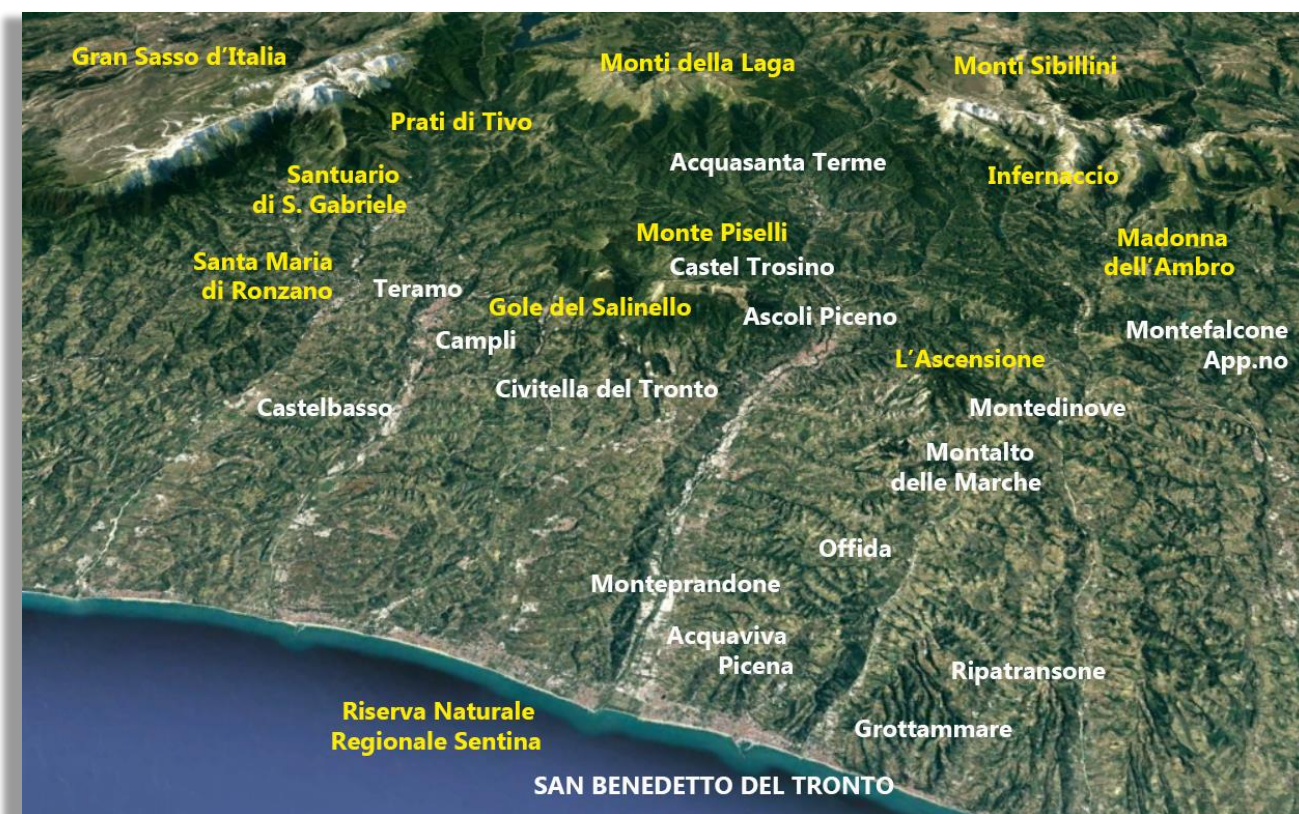 Gran Sasso d'Italia
Monti della Laga
Monti Sibillini
Prati di Tivo
Acquasanta Terme
Santuario
di S. Gabriele
Infernaccio
Monte Piselli
Madonna
dell'Ambro
Santa Maria
di Ronzano
Castel Trosino
Teramo
Gole del Salinello
Ascoli Piceno
Campli
Montefalcone
App.no
L'Ascensione
Civitella del Tronto
Castelbasso
Montedinove
Montalto
delle Marche
Offida
Monteprandone
Acquaviva
Picena
Ripatransone
Riserva Naturale
Regionale Sentina
Grottammare
SAN BENEDETTO DEL TRONTO